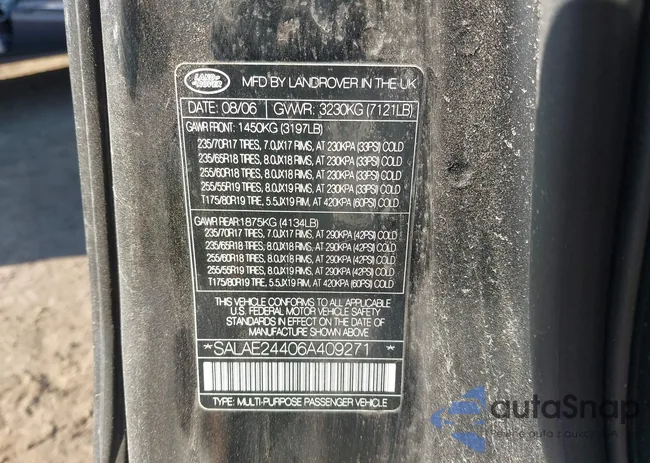 LAND ROVER
MFD BY LANDROVER IN THE UK
DATE: 08/06 GVWR: 3230KG (7121LB)
GAWR FRONT: 1450KG (3197LB)
235/70R17 TIRES, 7.0JX17 RIMS, AT 230KPA (33PSI) COLD
235/65R18 TIRES, 8.0JX18 RIMS, AT 230KPA (33PSI) COLD
255/60R18 TIRES, 8.0JX18 RIMS, AT 230KPA (33PSI) COLD
255/55R19 TIRES, 8.0JX19 RIMS, AT 230KPA (33PSI) COLD
T175/80R19 TIRE, 5.5JX19 RIM, AT 420KPA (60PSI) COLD
GAWR REAR:1875KG (4134LB)
235/70R17 TIRES, 7.0JX17 RIMS, AT 290KPA (42PSI) COLD
235/65R18 TIRES, 8.0JX18 RIMS, AT 290KPA (42PSI) COLD
255/60R18 TIRES, 8.0JX18 RIMS, AT 290KPA (42PSI) COLD
255/55R19 TIRES, 8.0JX19 RIMS, AT 290KPA (42PSI) COLD
T175/80R19 TIRE, 5.5JX19 RIM, AT 420KPA (60PSI) COLD
THIS VEHICLE CONFORMS TO ALL APPLICABLE
U.S. FEDERAL MOTOR VEHICLE SAFETY
STANDARDS IN EFFECT ON THE DATE OF
MANUFACTURE SHOWN ABOVE
*SALAE24406A409271*
TYPE: MULTI-PURPOSE PASSENGER VEHICLE
autaSnap